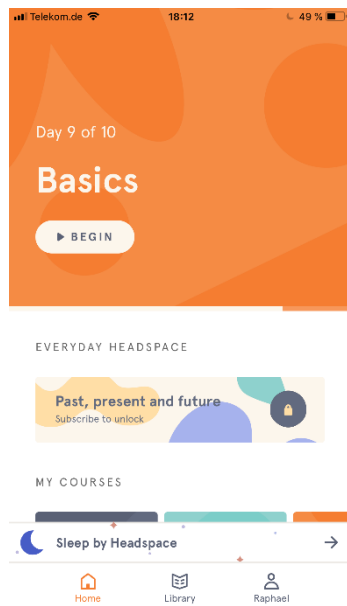 Telekom.de 18:12 49 %
Day 9 of 10
Basics
BEGIN
EVERYDAY HEADSPACE
Past, present and future
Subscribe to unlock
MY COURSES
Sleep by Headspace
Home Library Raphael